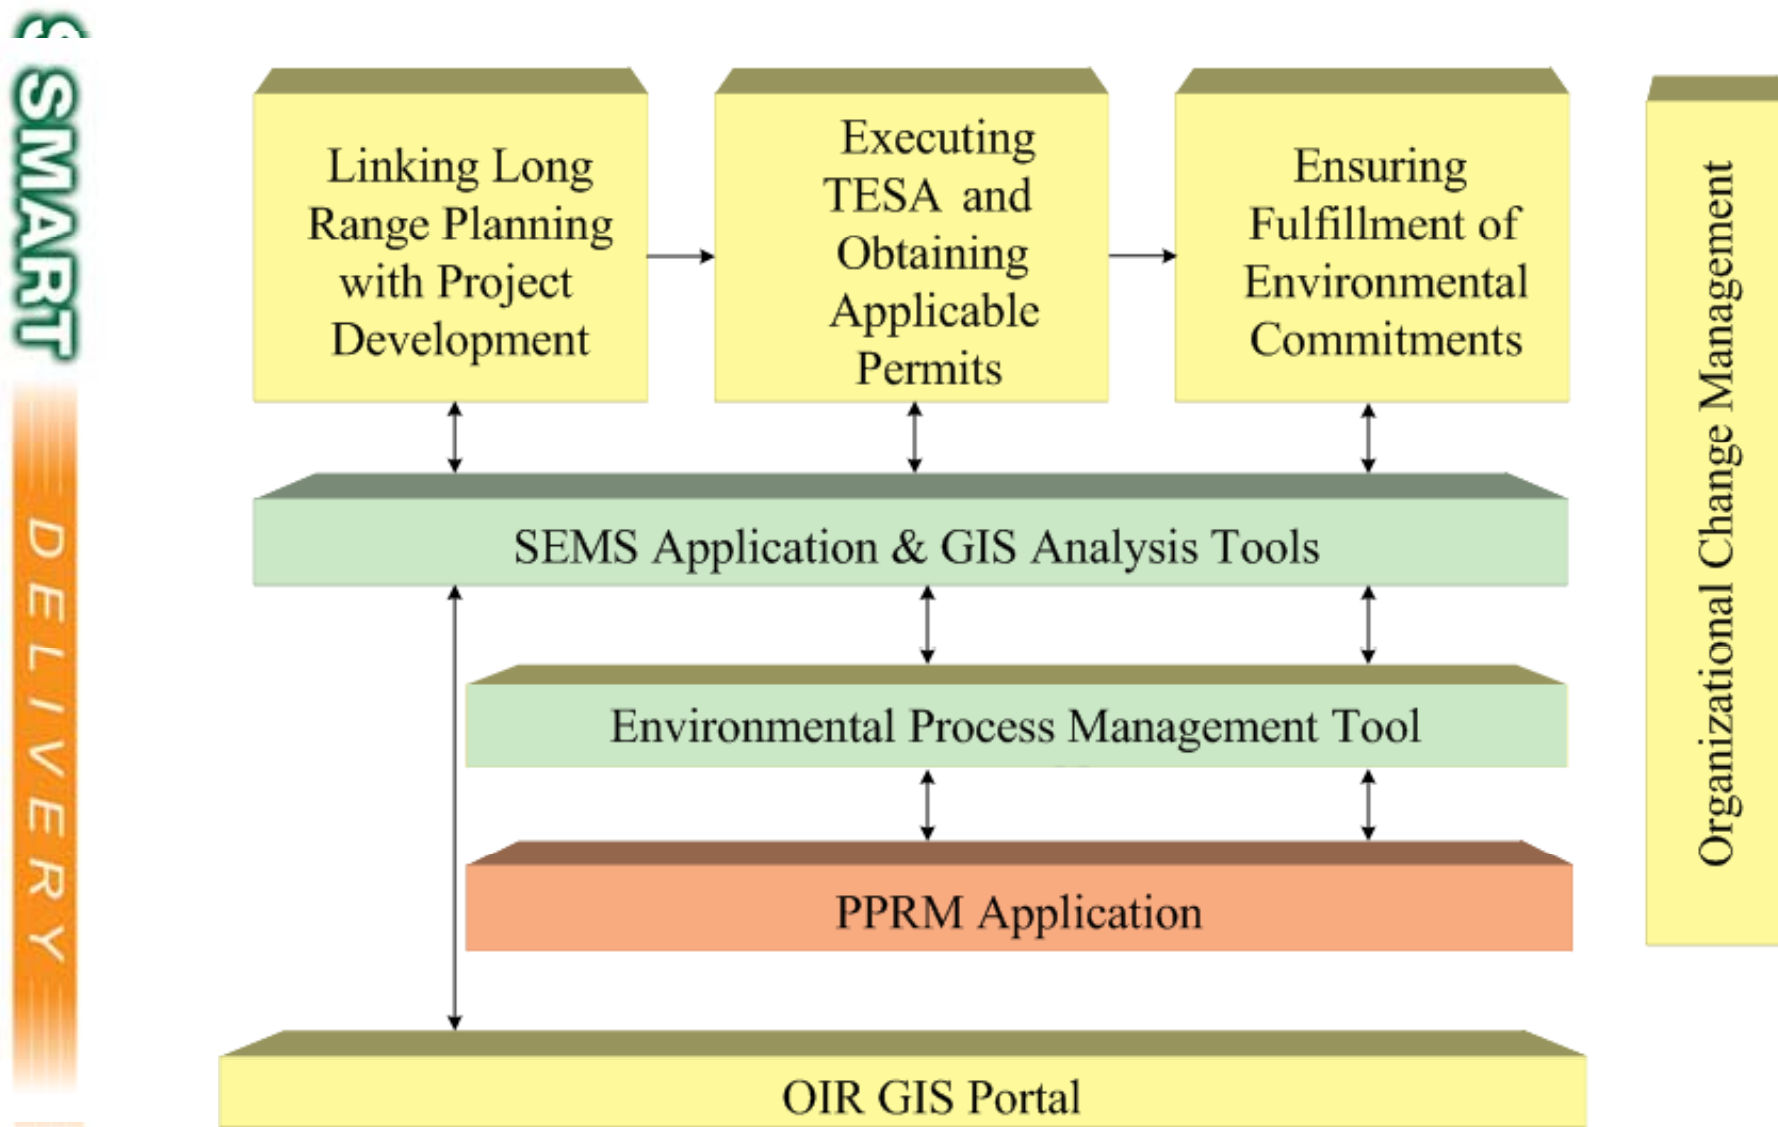 SMART
DELIVERY
Linking Long
Range Planning
with Project
Development
Executing
TESA and
Obtaining
Applicable
Permits
Ensuring
Fulfillment of
Environmental
Commitments
Organizational Change Management
SEMS Application & GIS Analysis Tools
Environmental Process Management Tool
PPRM Application
OIR GIS Portal